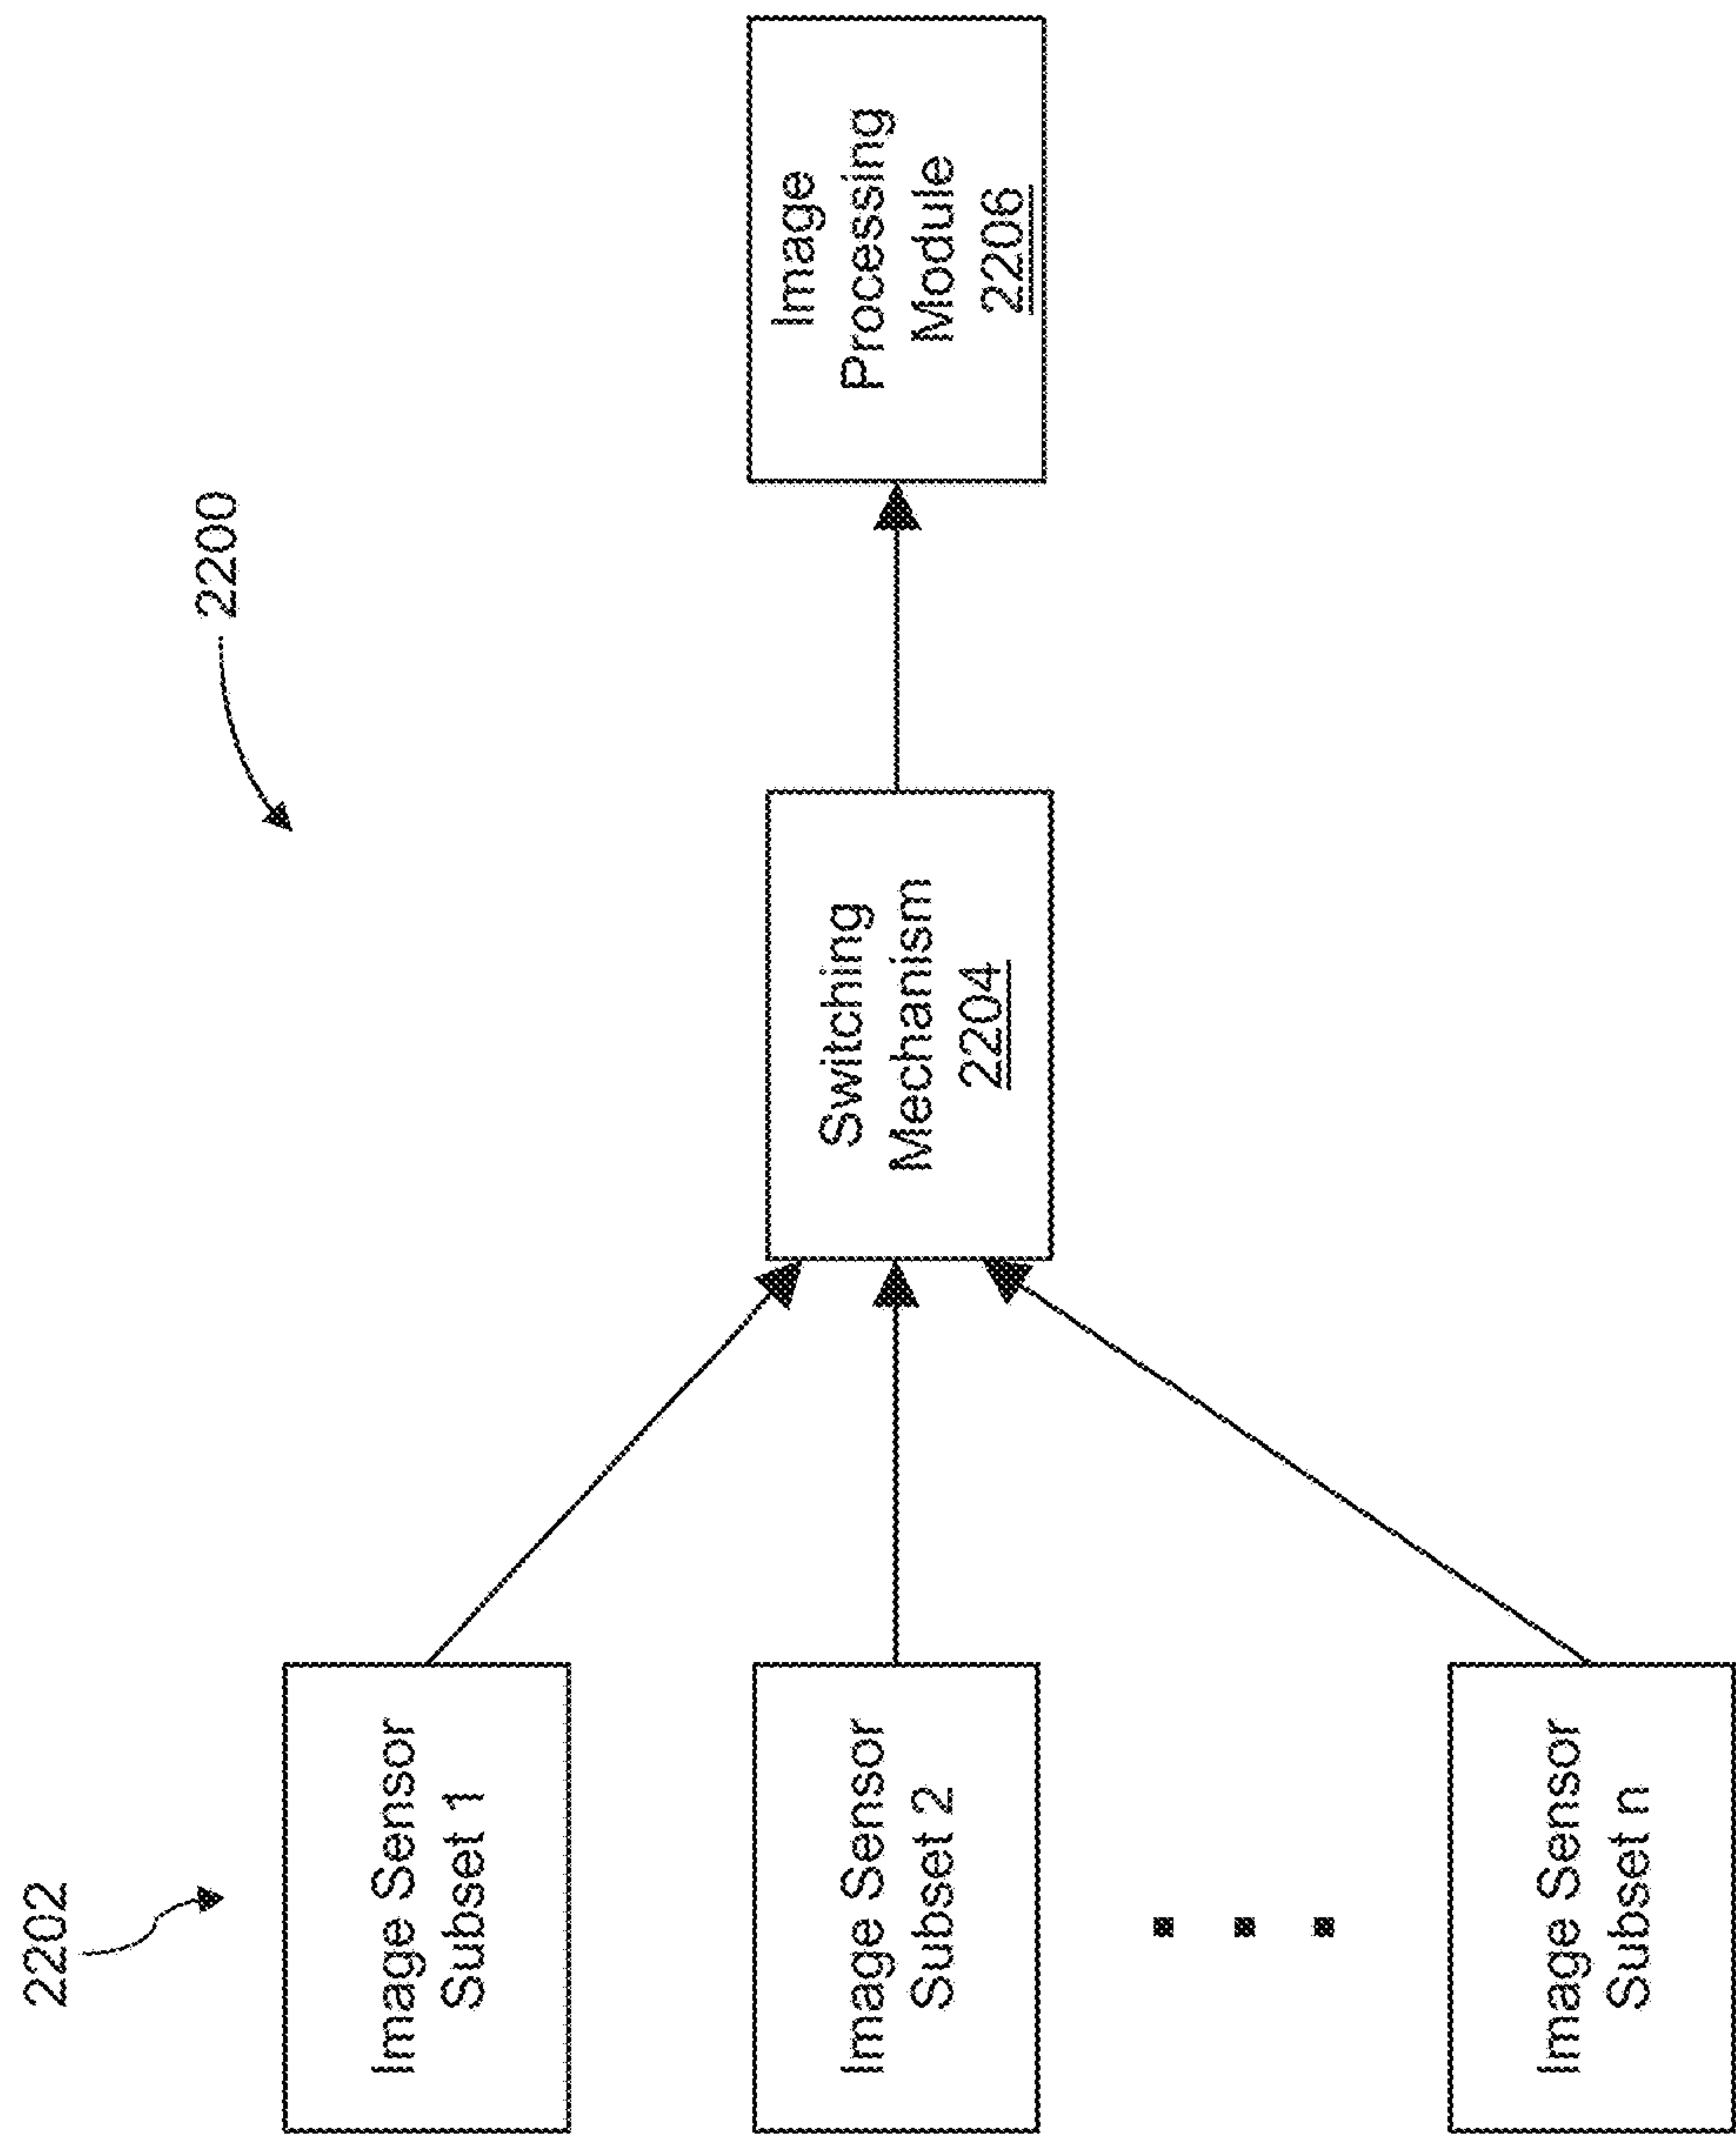 2200
2202
Image Sensor
Subset 1
Image Sensor
Subset 2
Image Sensor
Subset n
Switching
Mechanism
2204
Image
Processing
Module
2206